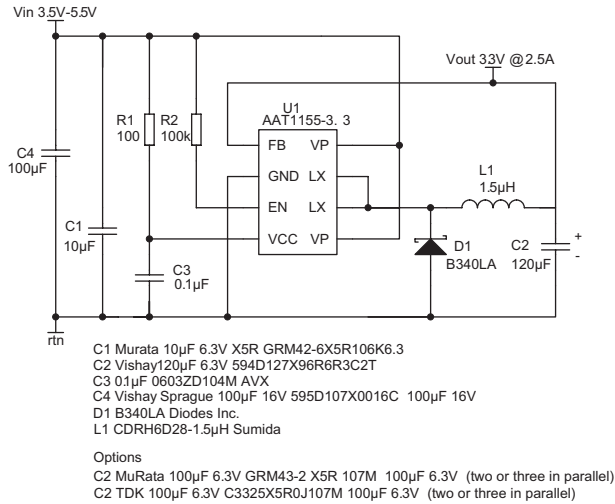 Vin 3.5V-5.5V
Vout 3.3V @2.5A
U1
AAT1155-3. 3
R1
100
R2
100k
FB VP
GND LX
EN LX
VCC VP
C4
100µF
C1
10µF
C3
0.1µF
L1
1.5µH
D1
B340LA
C2
120µF
+
-
rtn
C1 Murata 10µF 6.3V X5R GRM42-6X5R106K6.3
C2 Vishay120µF 6.3V 594D127X96R6R3C2T
C3 0.1µF 0603ZD104M AVX
C4 Vishay Sprague 100µF 16V 595D107X0016C 100µF 16V
D1 B340LA Diodes Inc.
L1 CDRH6D28-1.5µH Sumida
Options
C2 MuRata 100µF 6.3V GRM43-2 X5R 107M 100µF 6.3V (two or three in parallel)
C2 TDK 100µF 6.3V C3325X5R0J107M 100µF 6.3V (two or three in parallel)